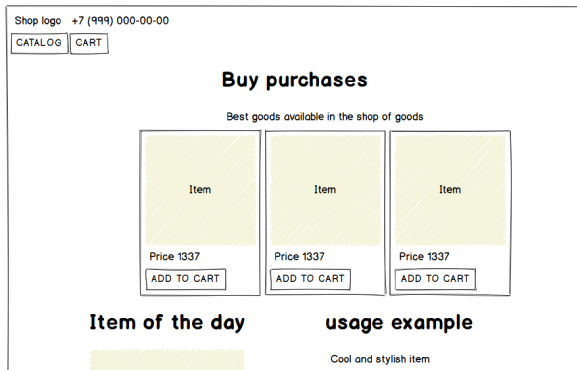 Shop logo +7 (999) 000-00-00
CATALOG CART
Buy purchases
Best goods available in the shop of goods
Item Item Item
Price 1337 Price 1337 Price 1337
ADD TO CART ADD TO CART ADD TO CART
Item of the day usage example
Cool and stylish item